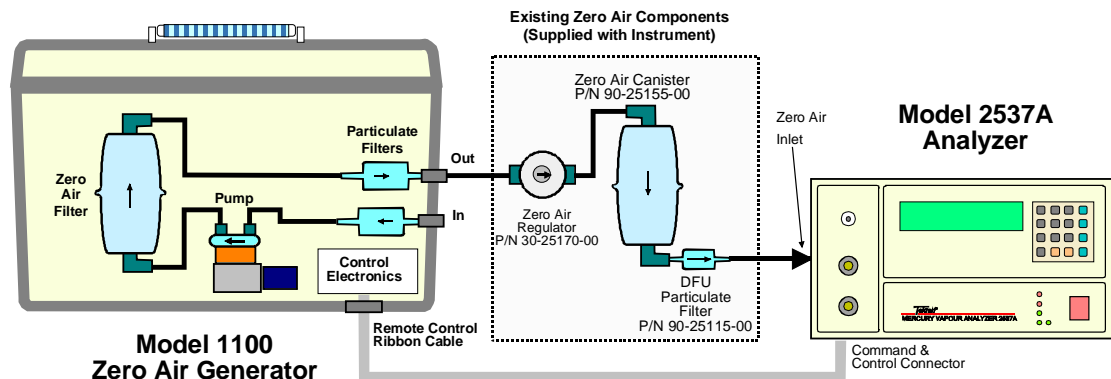 Existing Zero Air Components
(Supplied with Instrument)
Zero Air Canister
P/N 90-25155-00
Zero Air
Inlet
Model 2537A
Analyzer
Particulate
Filters
Out
Zero
Air
Filter
Pump
In
Zero Air
Regulator
P/N 30-25170-00
Control
Electronics
DFU
Particulate
Filter
P/N 90-25115-00
Tekran
MERCURY VAPOUR ANALYZER 2537A
Remote Control
Ribbon Cable
Model 1100
Zero Air Generator
Command &
Control Connector